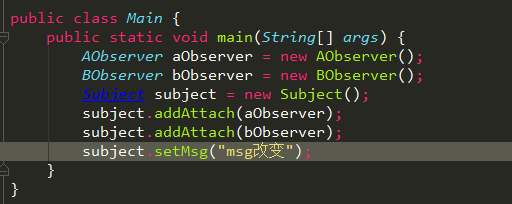 public class Main {
public static void main(String[] args) {
AObserver aObserver = new AObserver();
BObserver bObserver = new BObserver();
Subject subject = new Subject();
subject.addAttach(aObserver);
subject.addAttach(bObserver);
subject.setMsg("msg改变");
}
}